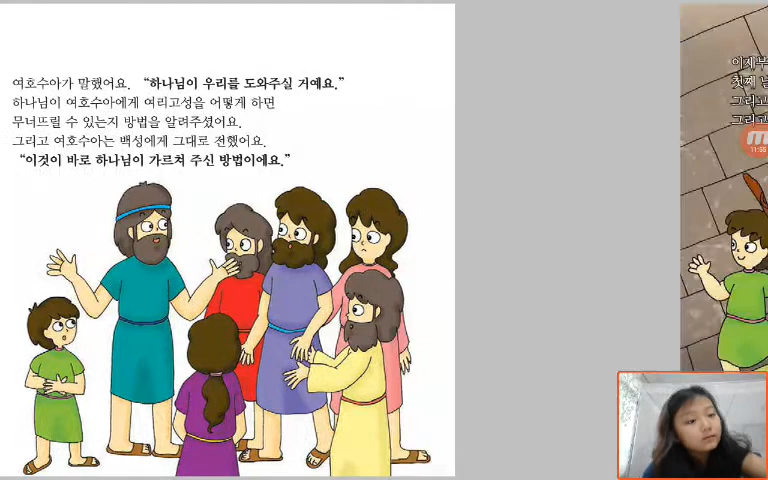 여호수아가 말했어요. “하나님이 우리를 도와주실 거예요.”
하나님이 여호수아에게 여리고성을 어떻게 하면
무너뜨릴 수 있는지 방법을 알려주셨어요.
그리고 여호수아는 백성에게 그대로 전했어요.
“이것이 바로 하나님이 가르쳐 주신 방법이에요.”
이제부
첫째 날
그리고
그리고
11:55